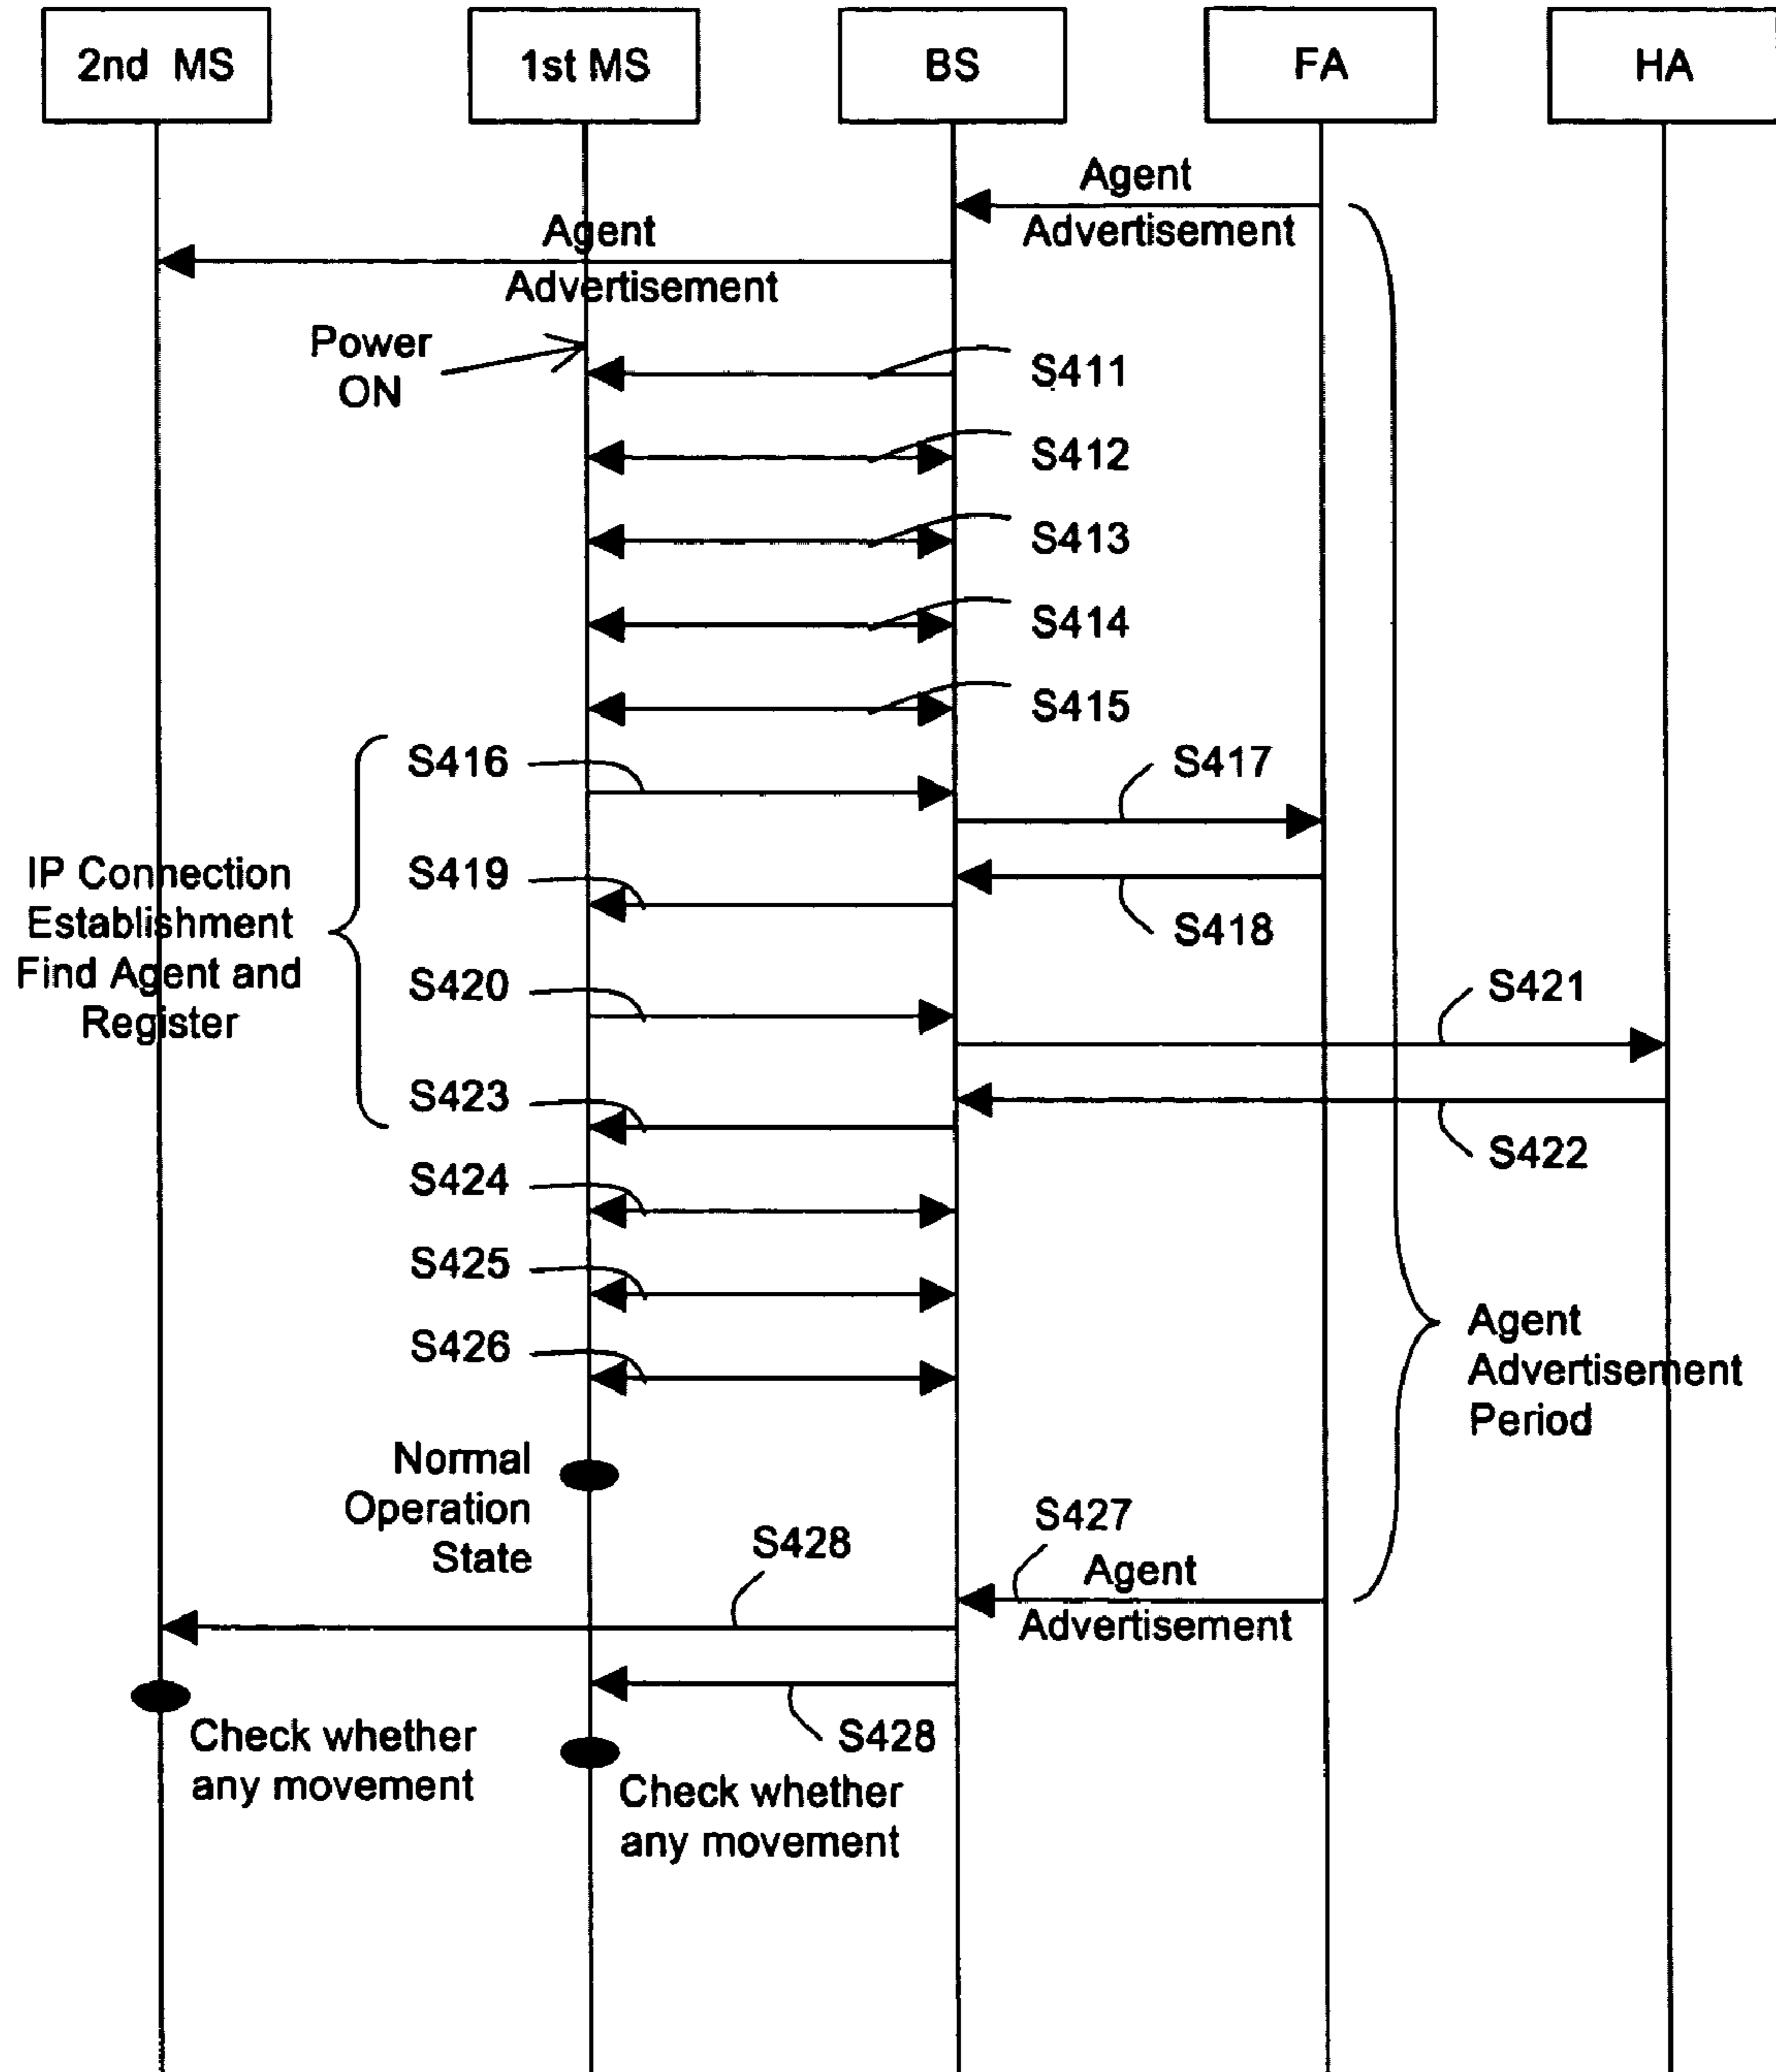 2nd MS
1st MS
BS
FA
HA
Agent
Advertisement
Agent
Advertisement
Power
ON
S411
S412
S413
S414
S415
S416
S417
IP Connection
Establishment
Find Agent and
Register
S419
S418
S420
S421
S423
S422
S424
S425
S426
Agent
Advertisement
Period
Normal
Operation
State
S427
Agent
Advertisement
S428
S428
Check whether
any movement
Check whether
any movement